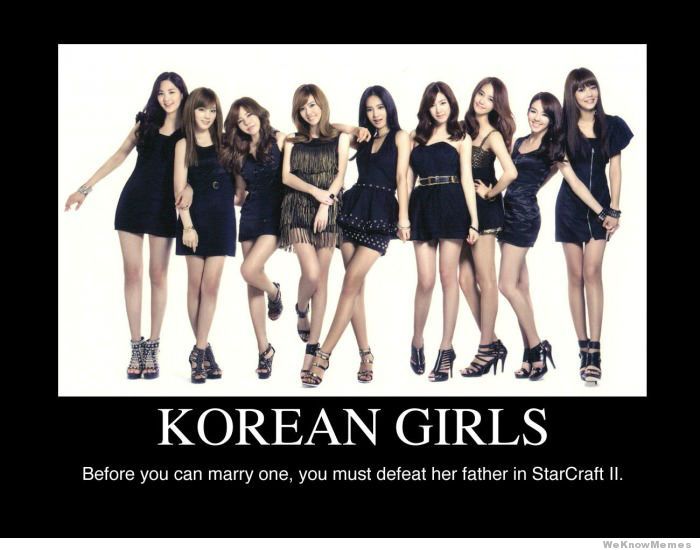 KOREAN GIRLS
Before you can marry one, you must defeat her father in StarCraft II.
WeKnowMemes